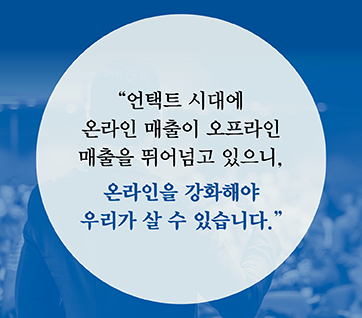 “언택트 시대에
온라인 매출이 오프라인
매출을 뛰어넘고 있으니,
온라인을 강화해야
우리가 살 수 있습니다.”